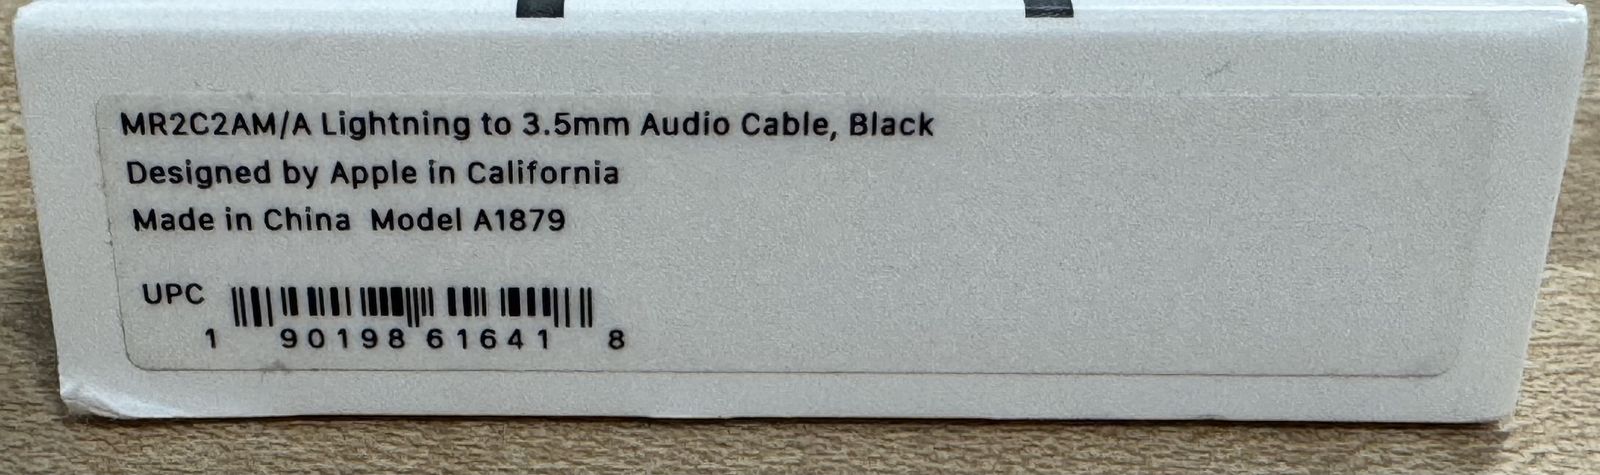 MR2C2AM/A Lightning to 3.5mm Audio Cable, Black
Designed by Apple in California
Made in China  Model A1879
UPC
1 90198 61641 8